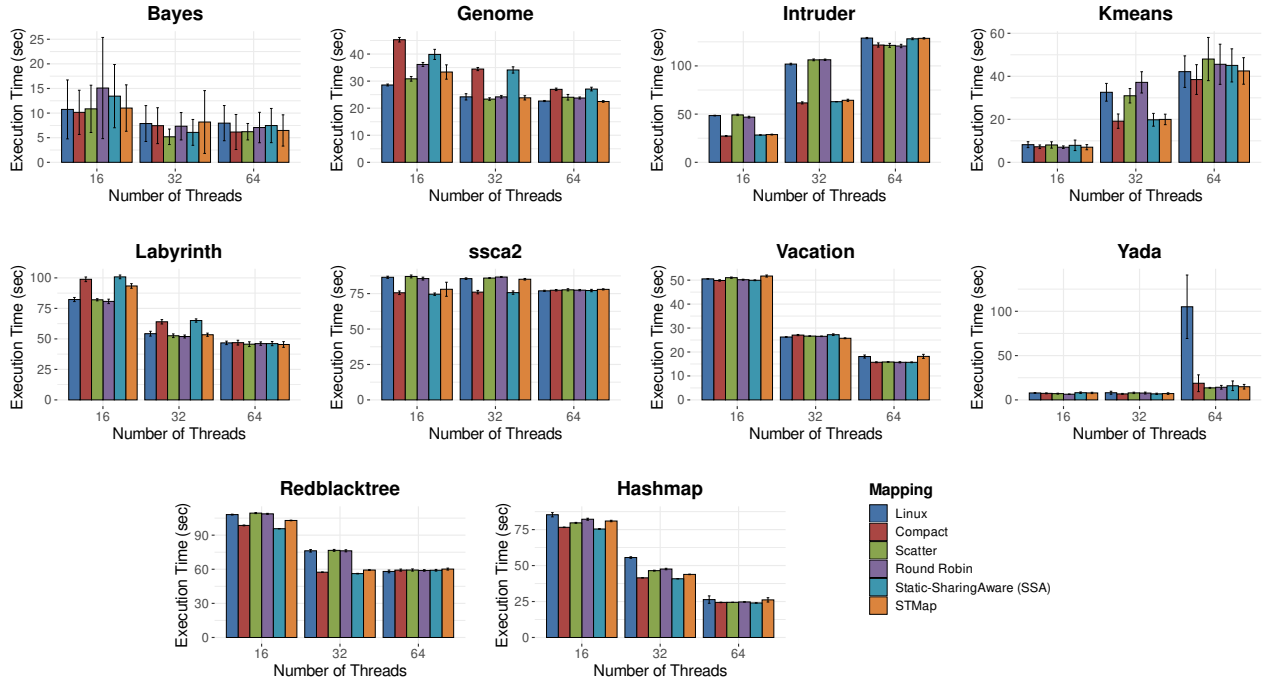 Bayes
Execution Time (sec)
25
20
15
10
5
0
16
32
64
Number of Threads
Genome
Execution Time (sec)
40
30
20
10
0
16
32
64
Number of Threads
Intruder
Execution Time (sec)
100
50
0
16
32
64
Number of Threads
Kmeans
Execution Time (sec)
60
40
20
0
16
32
64
Number of Threads
Labyrinth
Execution Time (sec)
100
75
50
25
0
16
32
64
Number of Threads
ssca2
Execution Time (sec)
75
50
25
0
16
32
64
Number of Threads
Vacation
Execution Time (sec)
50
40
30
20
10
0
16
32
64
Number of Threads
Yada
Execution Time (sec)
100
50
0
16
32
64
Number of Threads
Redblacktree
Execution Time (sec)
90
60
30
0
16
32
64
Number of Threads
Hashmap
Execution Time (sec)
75
50
25
0
16
32
64
Number of Threads
Mapping
Linux
Compact
Scatter
Round Robin
Static-SharingAware (SSA)
STMap